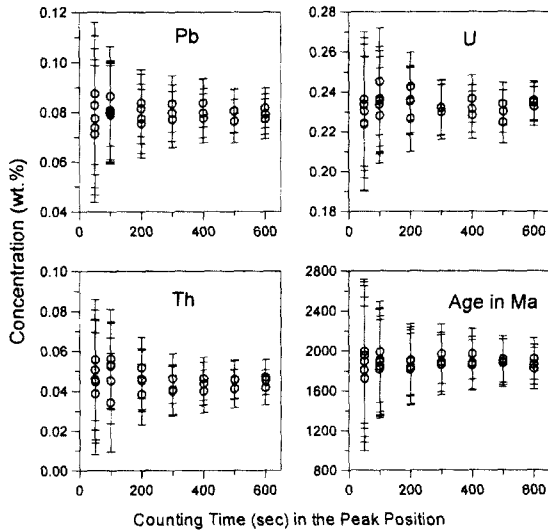 Pb
0.12
0.10
0.08
0.06
0.04
0 200 400 600
U
0.28
0.26
0.24
0.22
0.20
0.18
0 200 400 600
Concentration (wt.%)
Th
0.10
0.08
0.06
0.04
0.02
0.00
0 200 400 600
Age in Ma
2800
2400
2000
1600
1200
800
0 200 400 600
Counting Time (sec) in the Peak Position